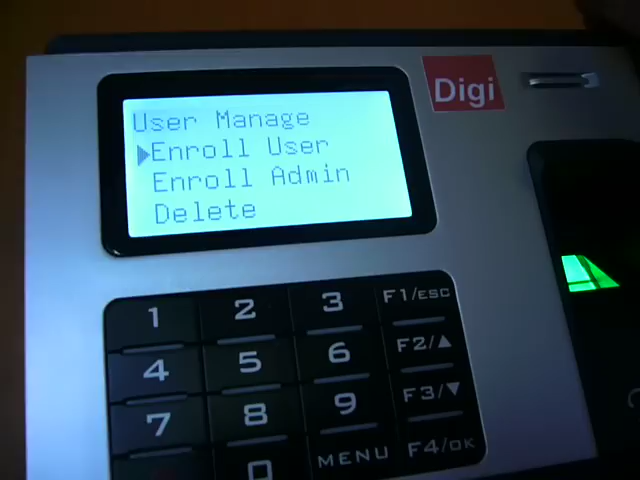 Digi
User Manage
Enroll User
Enroll Admin
Delete
1 2 3 F1/ESC
4 5 6 F2/▲
7 8 9 F3/▼
0 MENU F4/OK